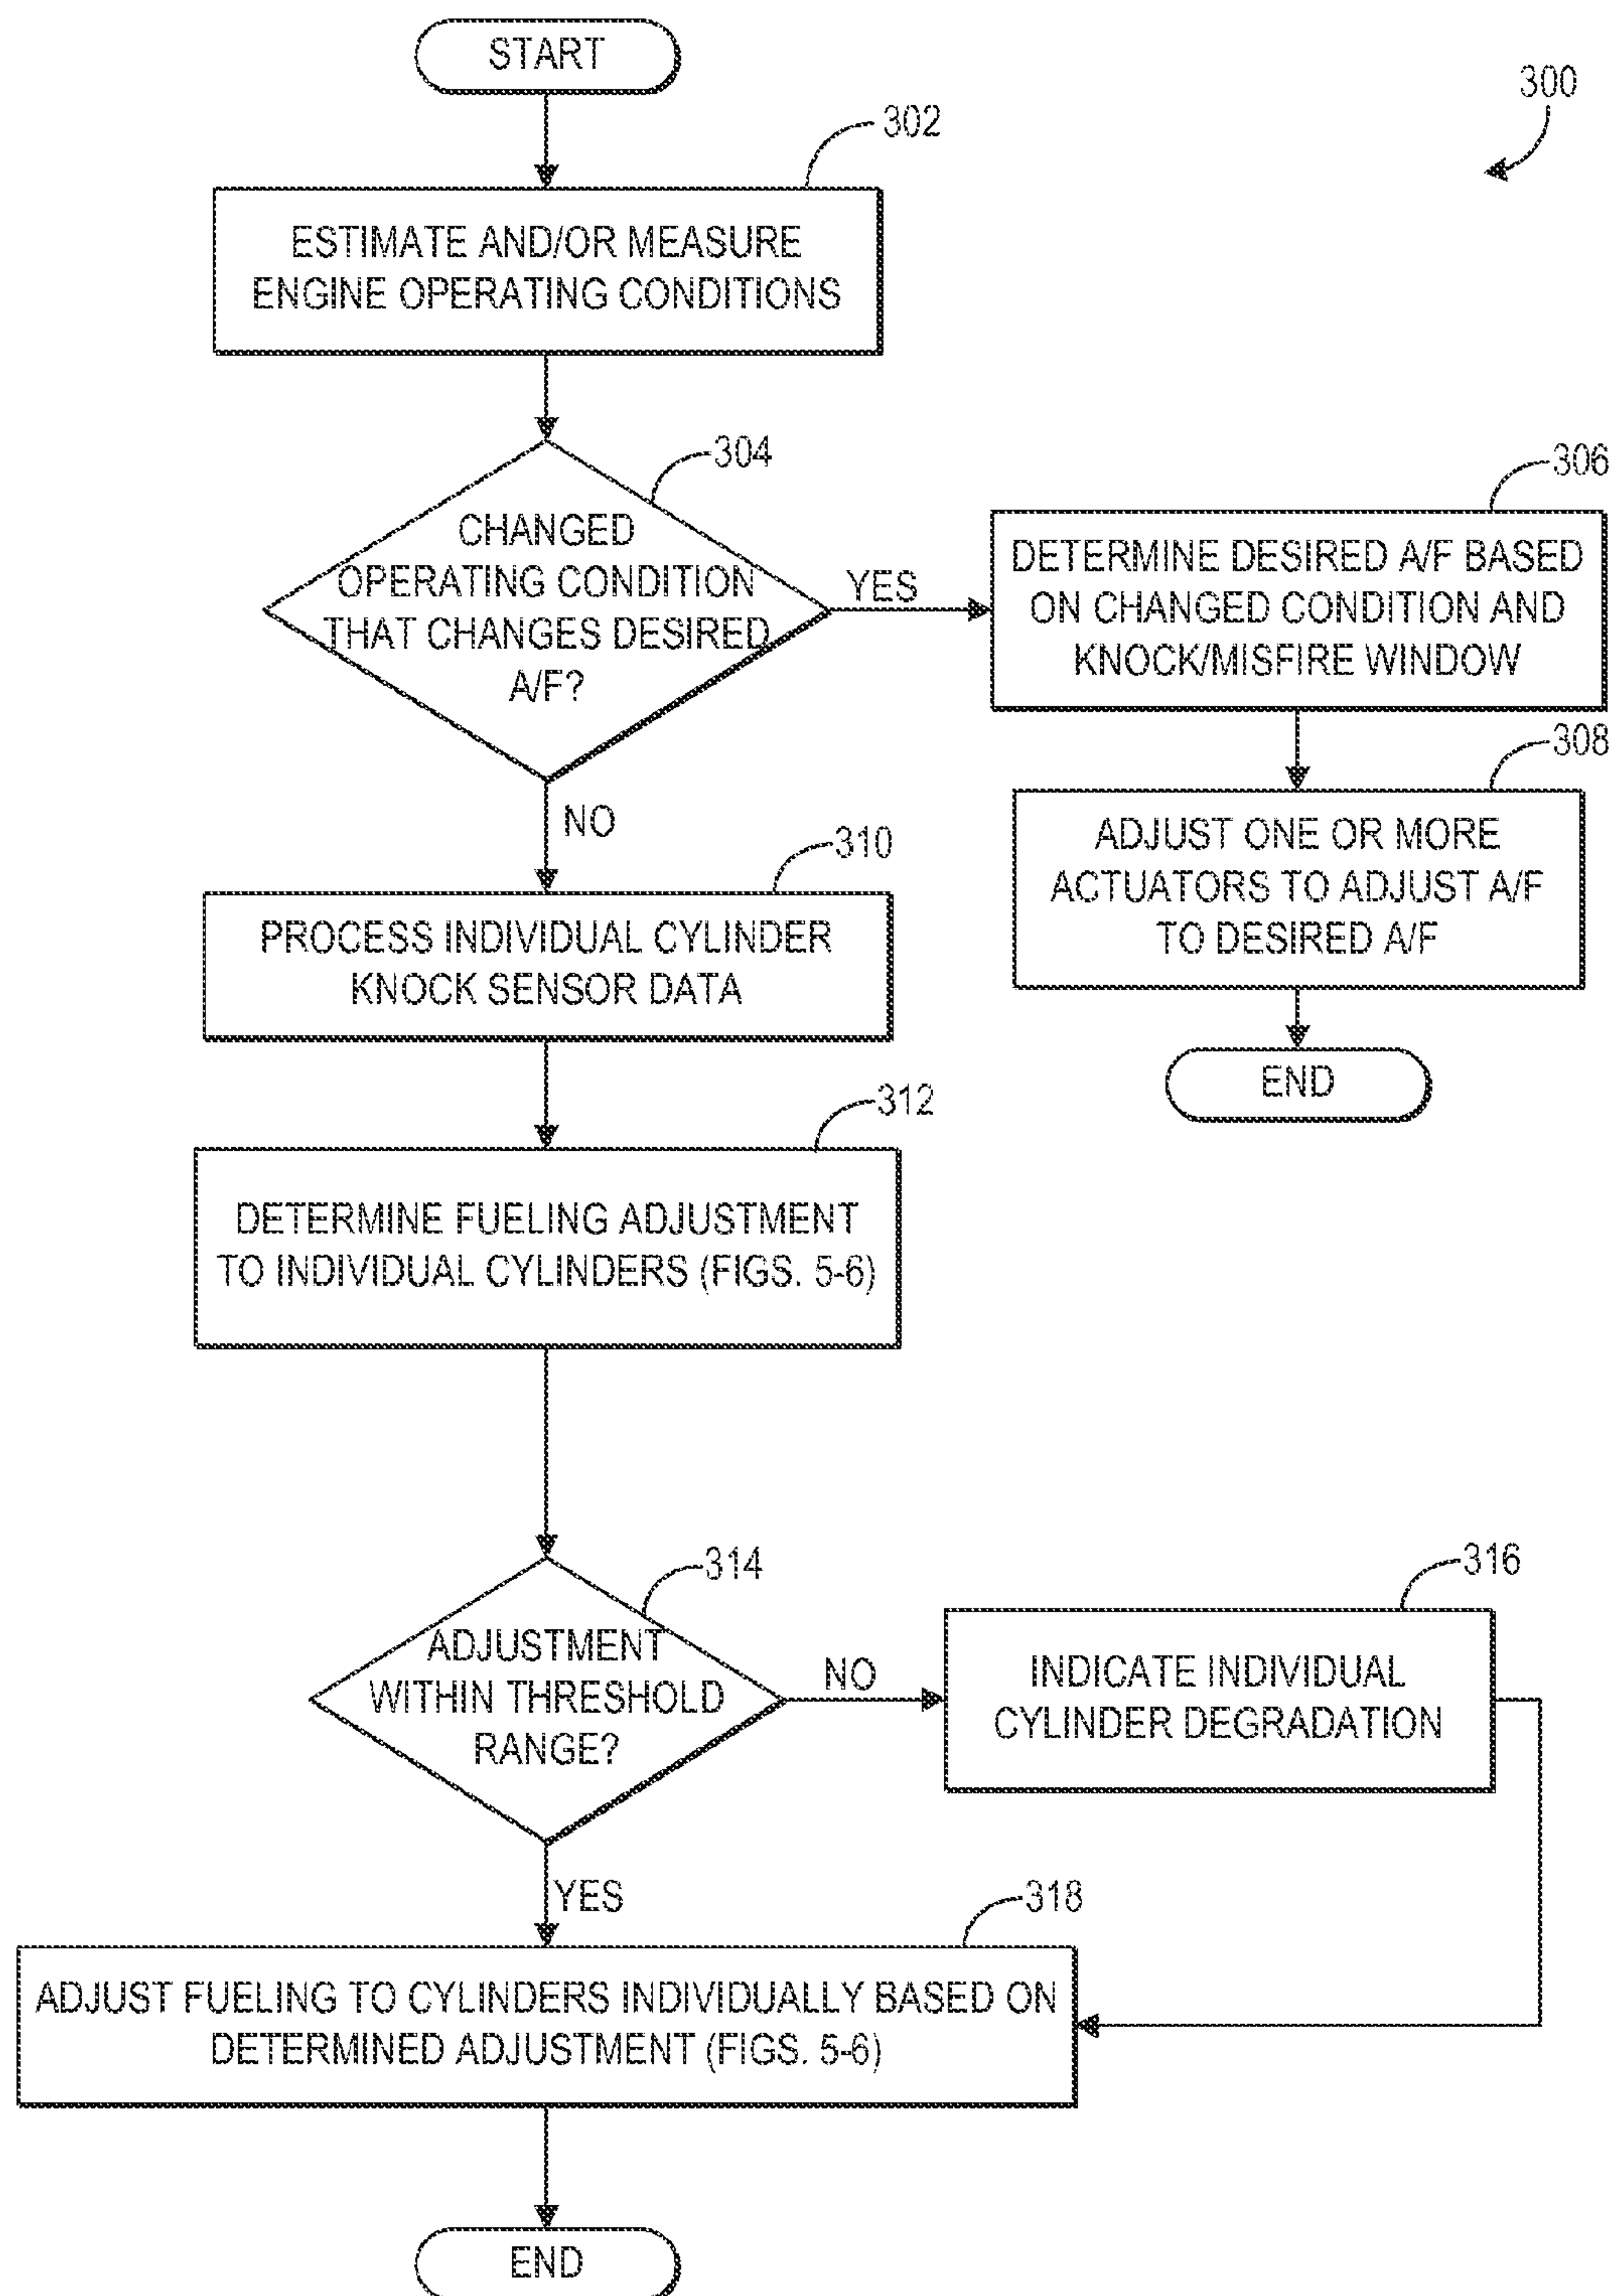 START
300
302
ESTIMATE AND/OR MEASURE
ENGINE OPERATING CONDITIONS
304
CHANGED
OPERATING CONDITION
THAT CHANGES DESIRED
A/F?
YES
306
DETERMINE DESIRED A/F BASED
ON CHANGED CONDITION AND
KNOCK/MISFIRE WINDOW
308
ADJUST ONE OR MORE
ACTUATORS TO ADJUST A/F
TO DESIRED A/F
END
NO
310
PROCESS INDIVIDUAL CYLINDER
KNOCK SENSOR DATA
312
DETERMINE FUELING ADJUSTMENT
TO INDIVIDUAL CYLINDERS (FIGS. 5-6)
314
ADJUSTMENT
WITHIN THRESHOLD
RANGE?
NO
316
INDICATE INDIVIDUAL
CYLINDER DEGRADATION
YES
318
ADJUST FUELING TO CYLINDERS INDIVIDUALLY BASED ON
DETERMINED ADJUSTMENT (FIGS. 5-6)
END